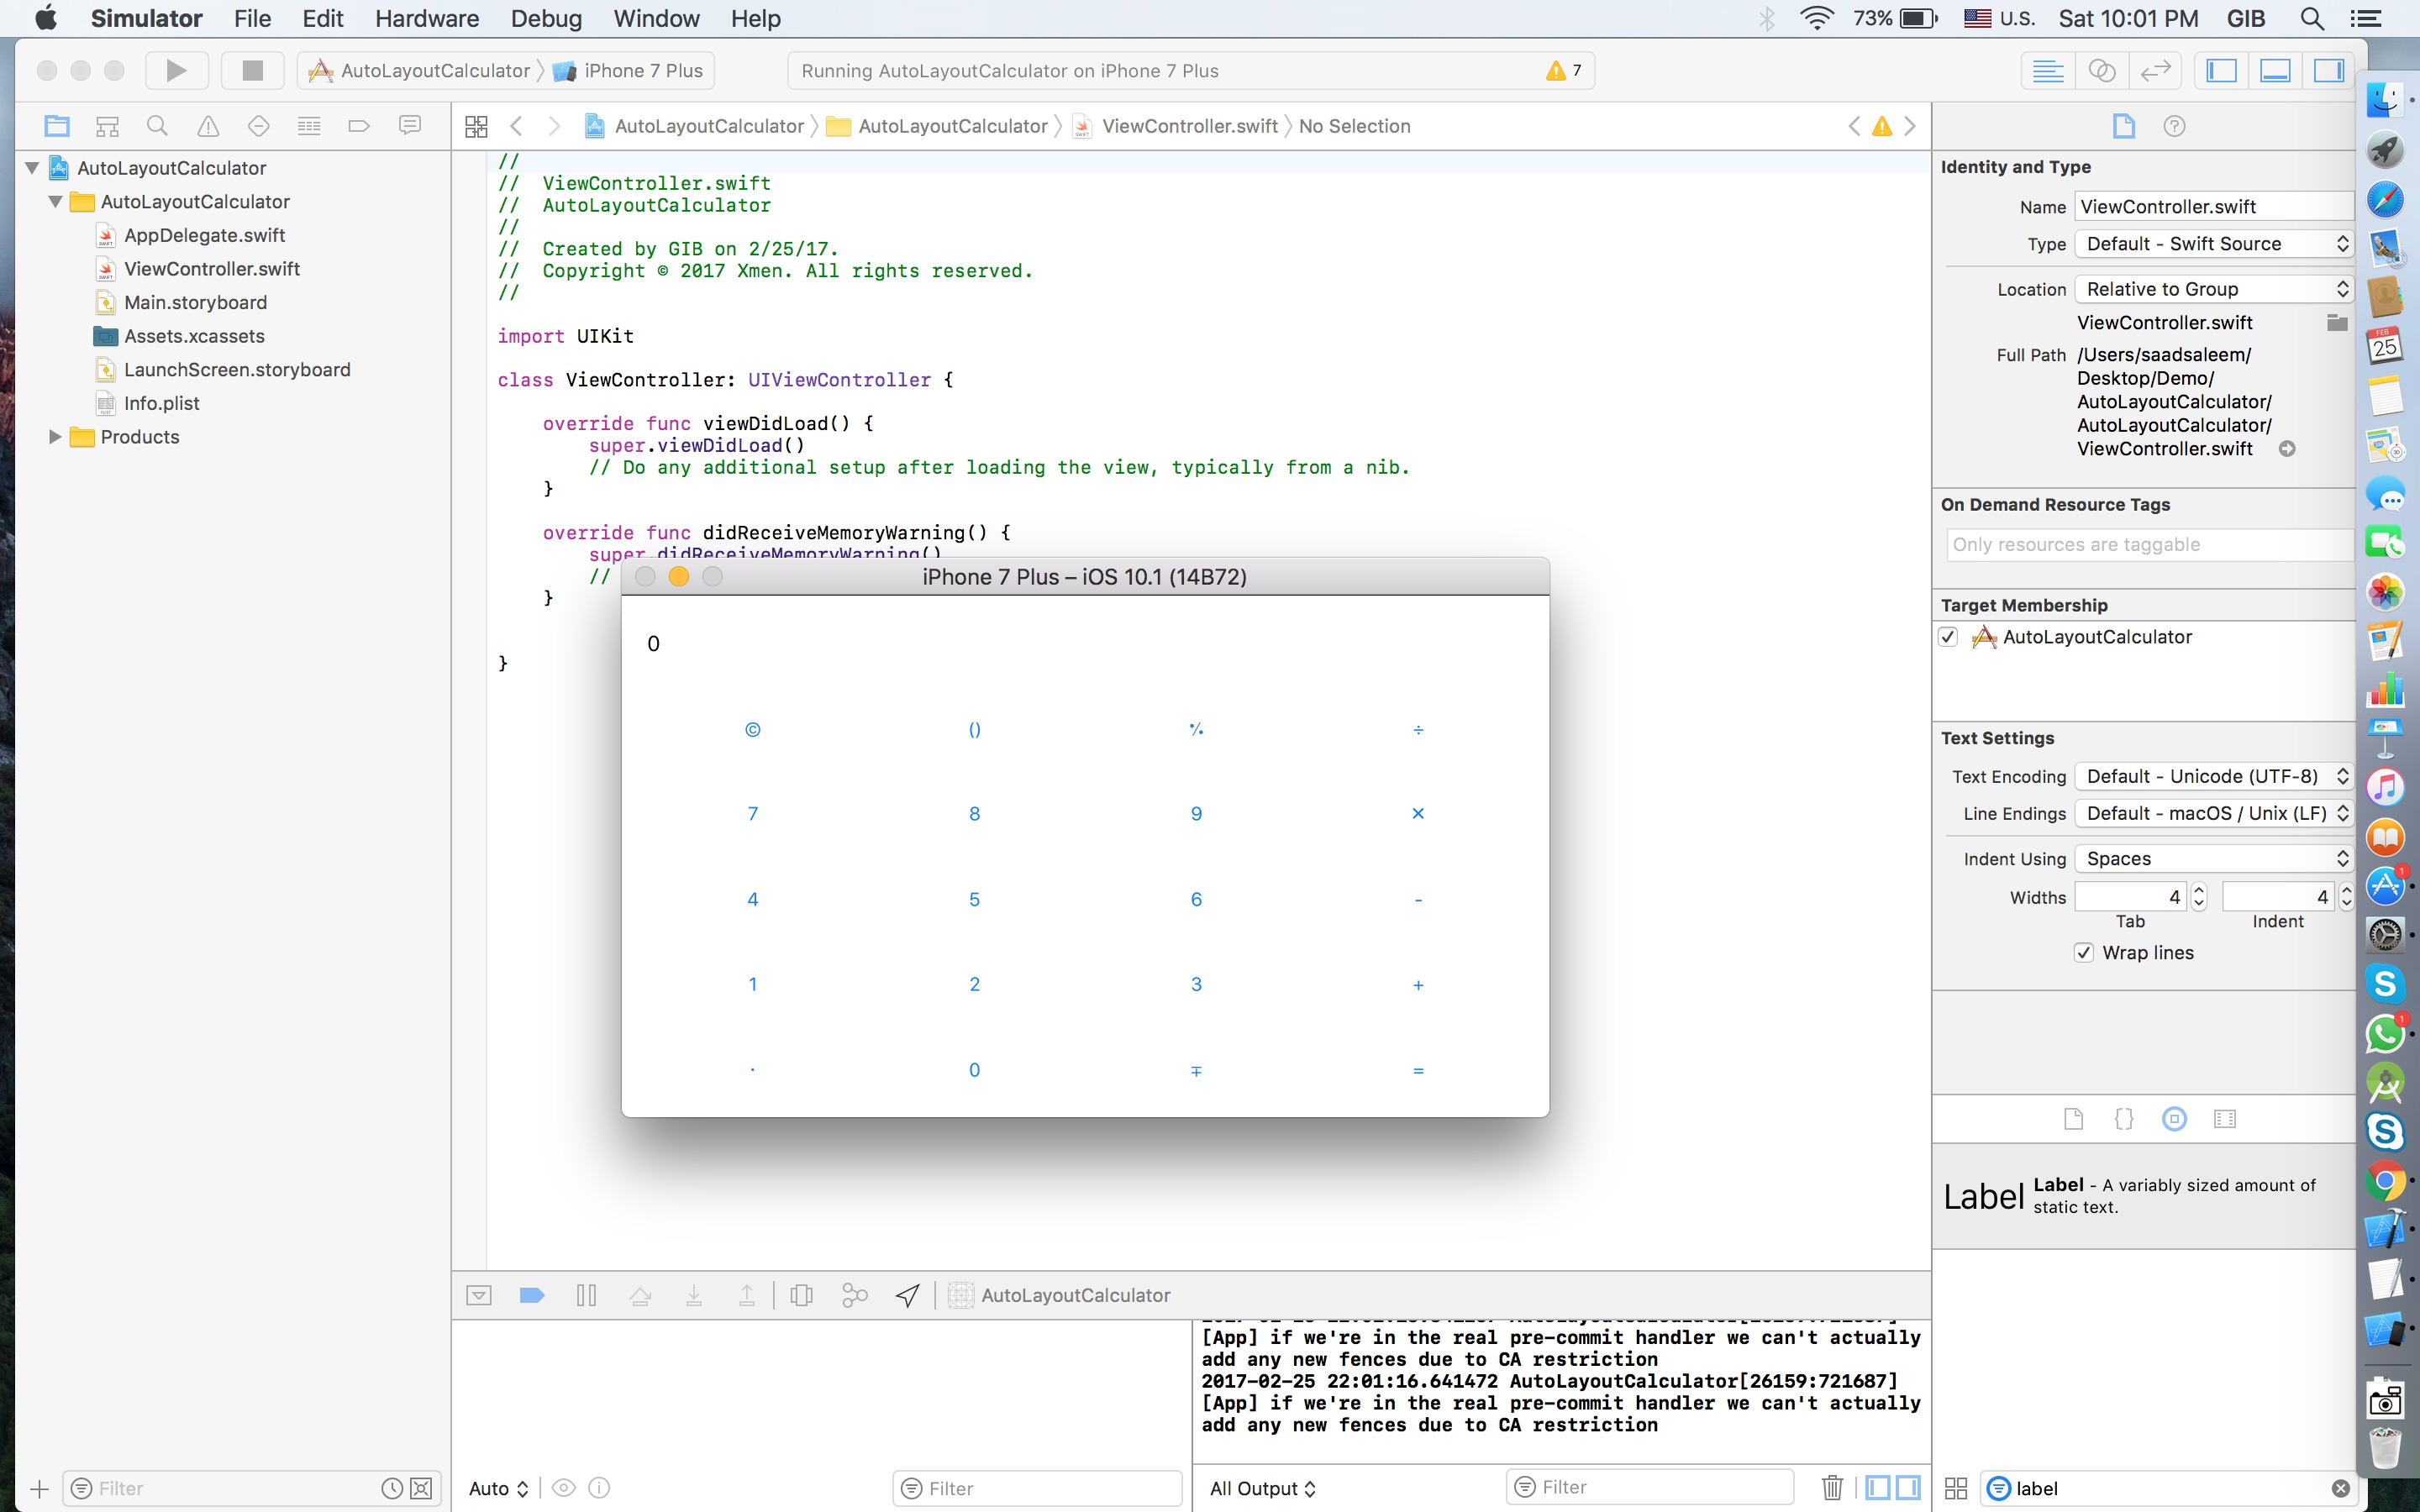 Simulator File Edit Hardware Debug Window Help 73% U.S. Sat 10:01 PM GIB
AutoLayoutCalculator iPhone 7 Plus Running AutoLayoutCalculator on iPhone 7 Plus 7
AutoLayoutCalculator AutoLayoutCalculator ViewController.swift No Selection
AutoLayoutCalculator
AutoLayoutCalculator
AppDelegate.swift
ViewController.swift
Main.storyboard
Assets.xcassets
LaunchScreen.storyboard
Info.plist
Products
//
// ViewController.swift
// AutoLayoutCalculator
//
// Created by GIB on 2/25/17.
// Copyright © 2017 Xmen. All rights reserved.
//
import UIKit
class ViewController: UIViewController {
override func viewDidLoad() {
super.viewDidLoad()
// Do any additional setup after loading the view, typically from a nib.
}
override func didReceiveMemoryWarning() {
super.didReceiveMemoryWarning()
//
}
}
iPhone 7 Plus – iOS 10.1 (14B72)
0
© () ٪ ÷
7 8 9 ×
4 5 6 -
1 2 3 +
. 0 ∓ =
Identity and Type
Name ViewController.swift
Type Default - Swift Source
Location Relative to Group
ViewController.swift
Full Path /Users/saadsaleem/
Desktop/Demo/
AutoLayoutCalculator/
AutoLayoutCalculator/
ViewController.swift
On Demand Resource Tags
Only resources are taggable
Target Membership
AutoLayoutCalculator
Text Settings
Text Encoding Default - Unicode (UTF-8)
Line Endings Default - macOS / Unix (LF)
Indent Using Spaces
Widths 4 4
Tab Indent
Wrap lines
Label Label - A variably sized amount of
static text.
FEB
25
1
1
AutoLayoutCalculator
[App] if we're in the real pre-commit handler we can't actually
add any new fences due to CA restriction
2017-02-25 22:01:16.641472 AutoLayoutCalculator[26159:721687]
[App] if we're in the real pre-commit handler we can't actually
add any new fences due to CA restriction
Filter Auto Filter All Output Filter label